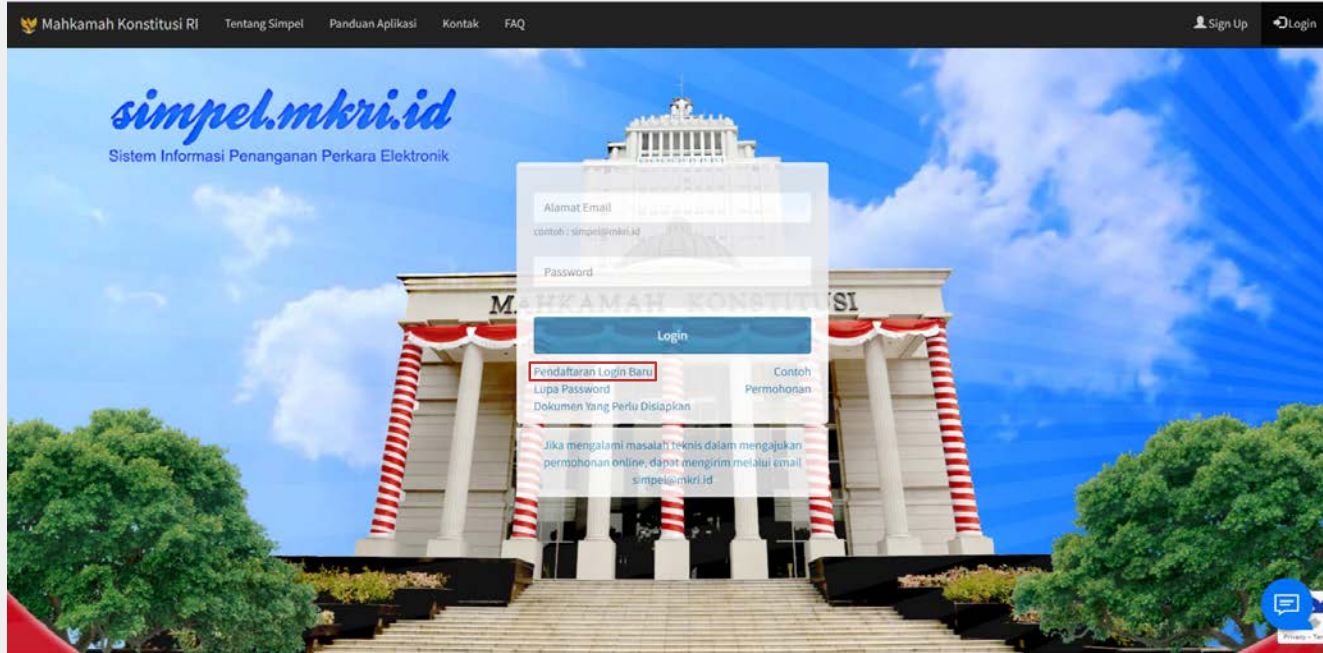 Mahkamah Konstitusi RI Tentang Simpel Panduan Aplikasi Kontak FAQ Sign Up Login
simpel.mkri.id
Sistem Informasi Penanganan Perkara Elektronik
Alamat Email
contoh : simpel@mkri.id
Password
MAHKAMAH KONSTITUSI
Login
Pendaftaran Login Baru
Contoh
Lupa Password
Permohonan
Dokumen Yang Perlu Disiapkan
Jika mengalami masalah teknis dalam mengajukan
permohonan online, dapat mengirim melalui email
simpel@mkri.id
Privacy